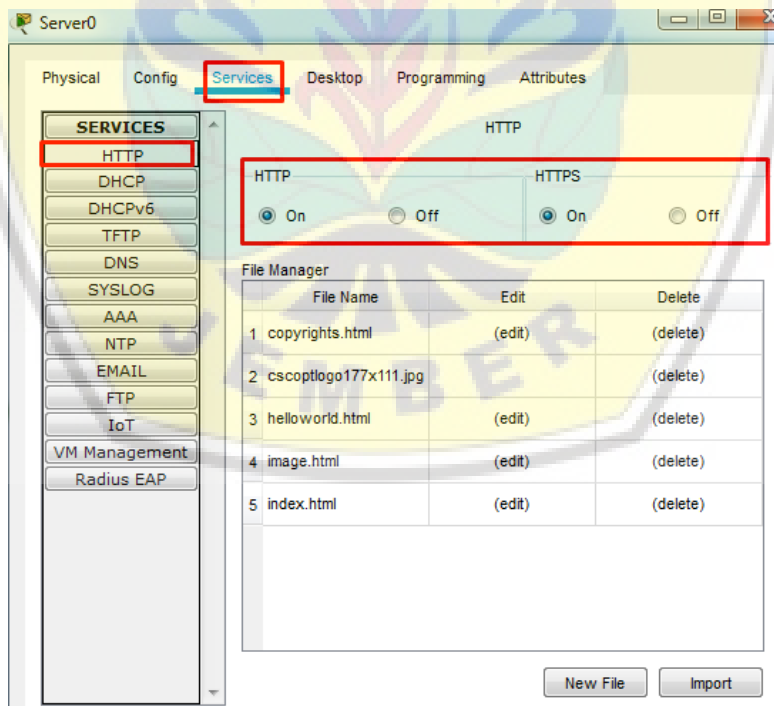 Server0
Physical Config Services Desktop Programming Attributes
SERVICES
HTTP
DHCP
DHCPv6
TFTP
DNS
SYSLOG
AAA
NTP
EMAIL
FTP
IoT
VM Management
Radius EAP
HTTP
HTTP HTTPS
On Off On Off
File Manager
File Name Edit Delete
1 copyrights.html (edit) (delete)
2 cscoptlogo177x111.jpg (delete)
3 helloworld.html (edit) (delete)
4 image.html (edit) (delete)
5 index.html (edit) (delete)
New File Import
JEMBER